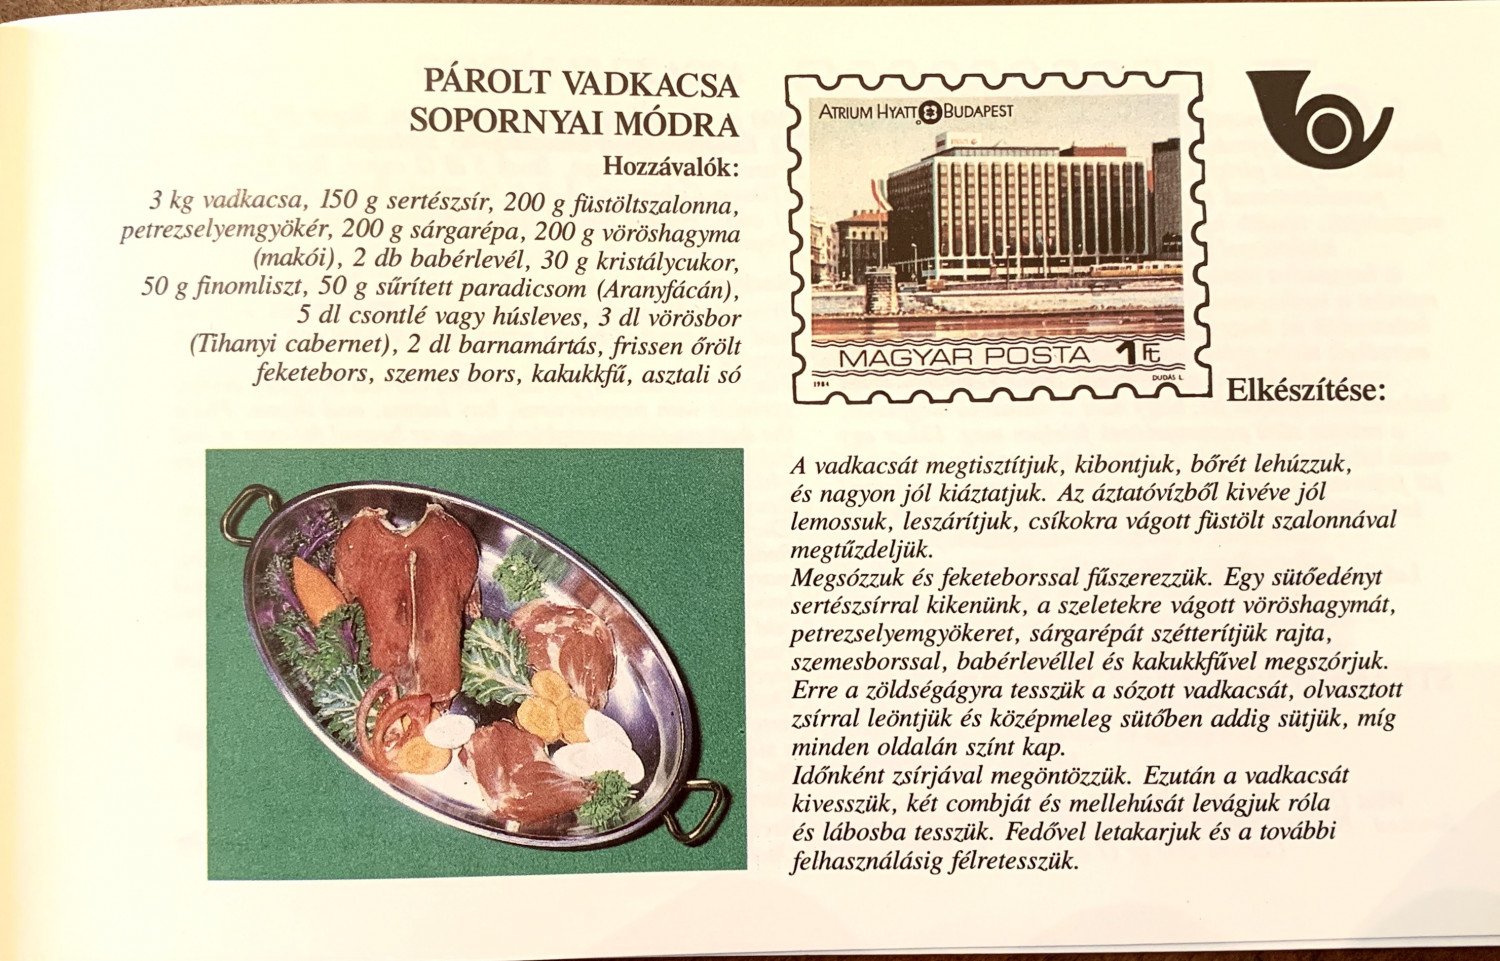 PÁROLT VADKACSA
SOPORNYAI MÓDRA
Hozzávalók:
3 kg vadkacsa, 150 g sertészsír, 200 g füstöltszalonna,
petrezselyemgyökér, 200 g sárgarépa, 200 g vöröshagyma
(makói), 2 db babérlevél, 30 g kristálycukor,
50 g finomliszt, 50 g sűrített paradicsom (Aranyfácán),
5 dl csontlé vagy húsleves, 3 dl vörösbor
(Tihanyi cabernet), 2 dl barnamártás, frissen őrölt
feketebors, szemes bors, kakukkfű, asztali só
ATRIUM HYATT BUDAPEST
MAGYAR POSTA 1 Ft
1984 DUDÁS L.
Elkészítése:
A vadkacsát megtisztítjuk, kibontjuk, bőrét lehúzzuk,
és nagyon jól kiáztatjuk. Az áztatóvízből kivéve jól
lemossuk, leszárítjuk, csíkokra vágott füstölt szalonnával
megtűzdeljük.
Megsózzuk és feketeborssal fűszerezzük. Egy sütőedényt
sertészsírral kikenünk, a szeletekre vágott vöröshagymát,
petrezselyemgyökeret, sárgarépát szétterítjük rajta,
szemesborssal, babérlevéllel és kakukkfűvel megszórjuk.
Erre a zöldségágyra tesszük a sózott vadkacsát, olvasztott
zsírral leöntjük és középmeleg sütőben addig sütjük, míg
minden oldalán színt kap.
Időnként zsírjával megöntözzük. Ezután a vadkacsát
kivesszük, két combját és mellehúsát levágjuk róla
és lábosba tesszük. Fedővel letakarjuk és a további
felhasználásig félretesszük.